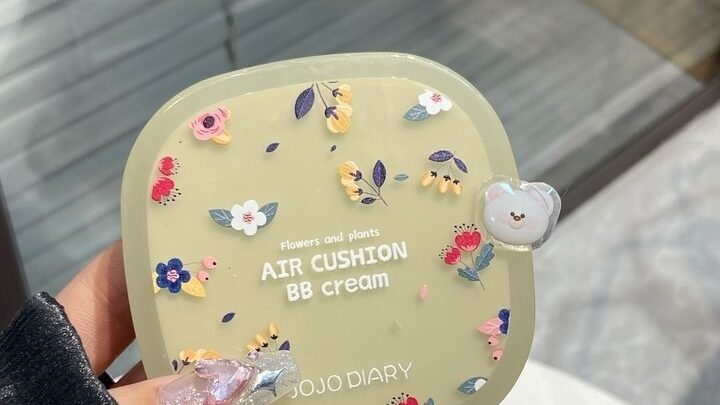 Flowers and plants
AIR CUSHION
BB cream
JOJO DIARY